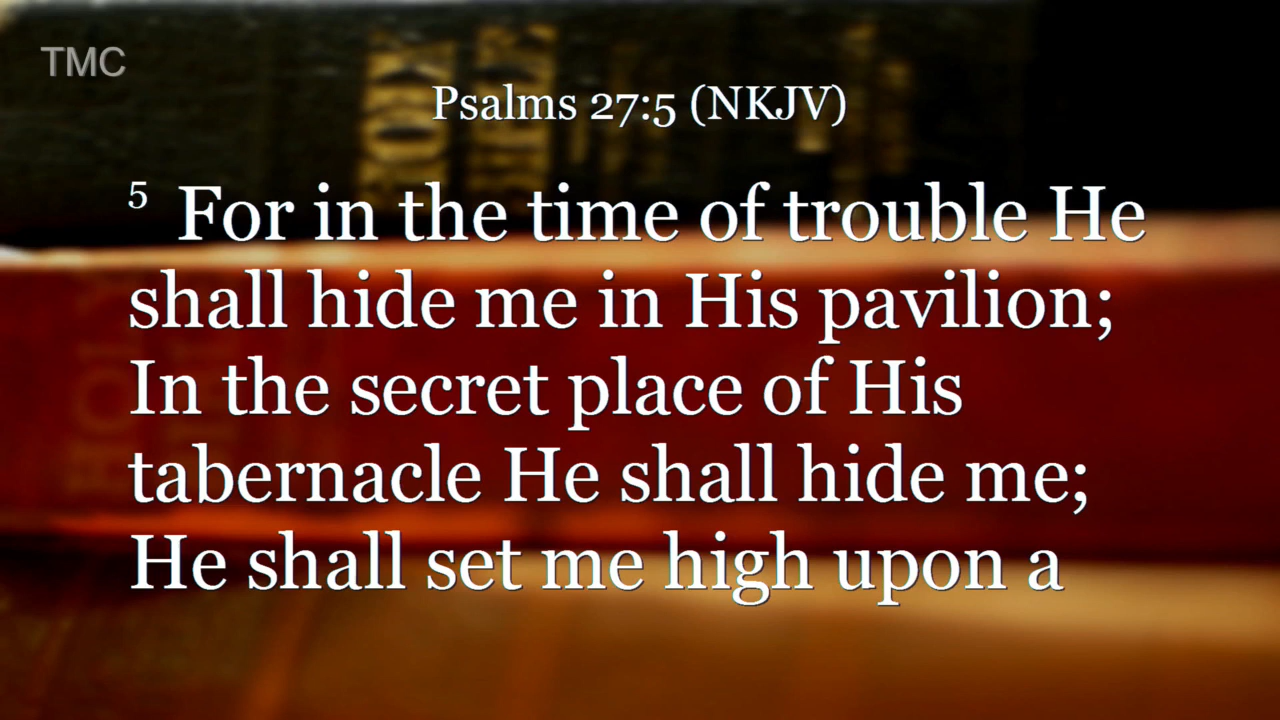 TMC
Psalms 27:5 (NKJV)
5 For in the time of trouble He
shall hide me in His pavilion;
In the secret place of His
tabernacle He shall hide me;
He shall set me high upon a